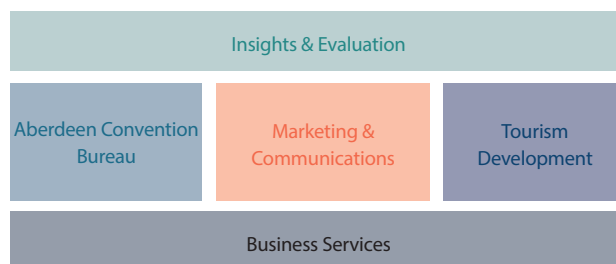 Insights & Evaluation
Aberdeen Convention
Bureau
Marketing &
Communications
Tourism
Development
Business Services